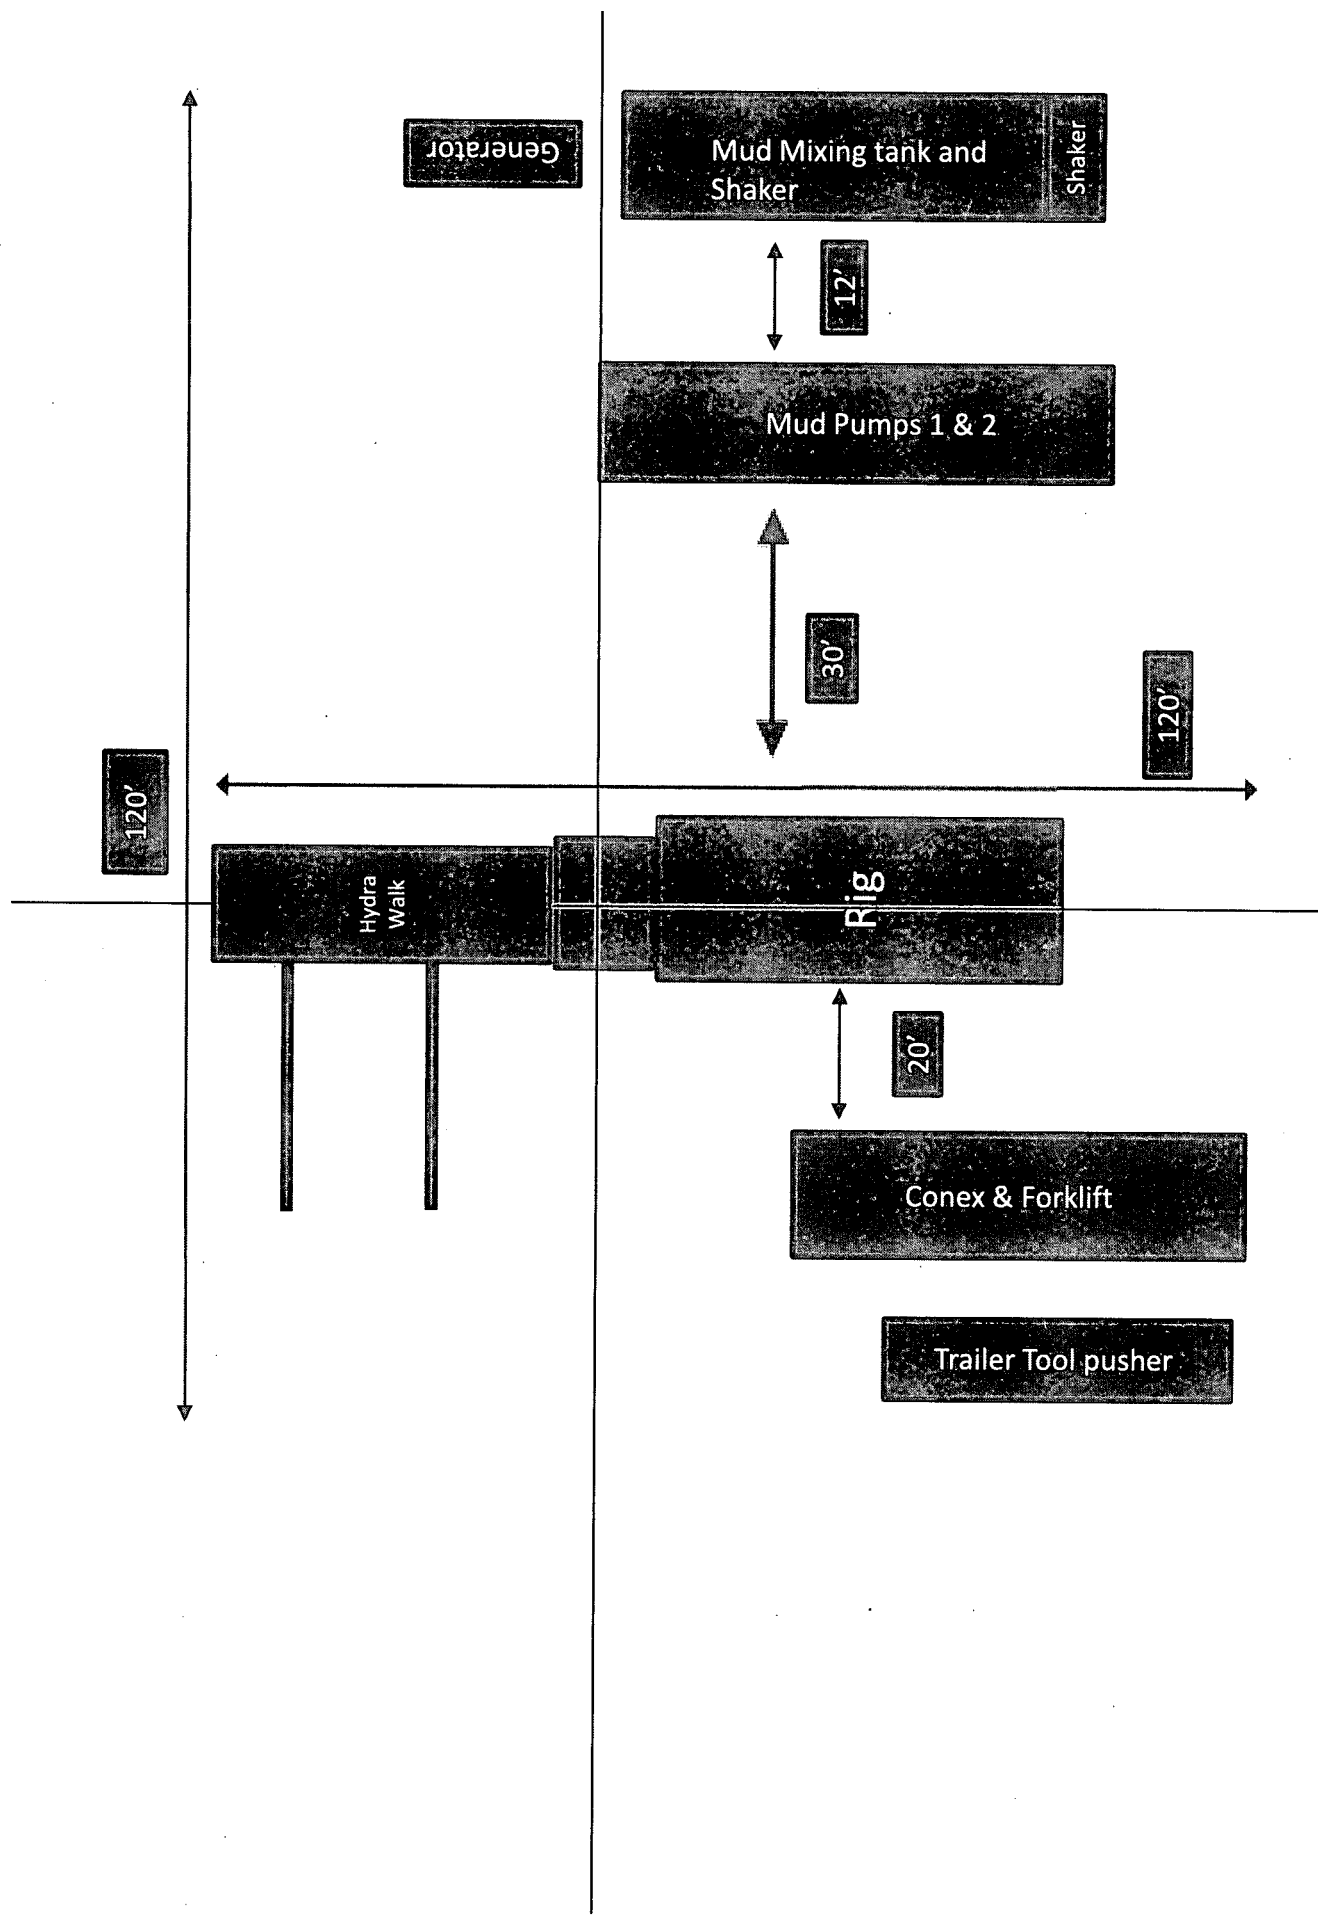 Generator
Mud Mixing tank and
Shaker
Shaker
12'
Mud Pumps 1 & 2
30'
120'
120'
Hydra
Walk
Rig
20'
Conex & Forklift
Trailer Tool pusher